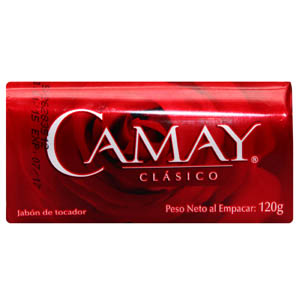 CAMAY®
CLÁSICO
Jabón de tocador
Peso Neto al Empacar: 120g